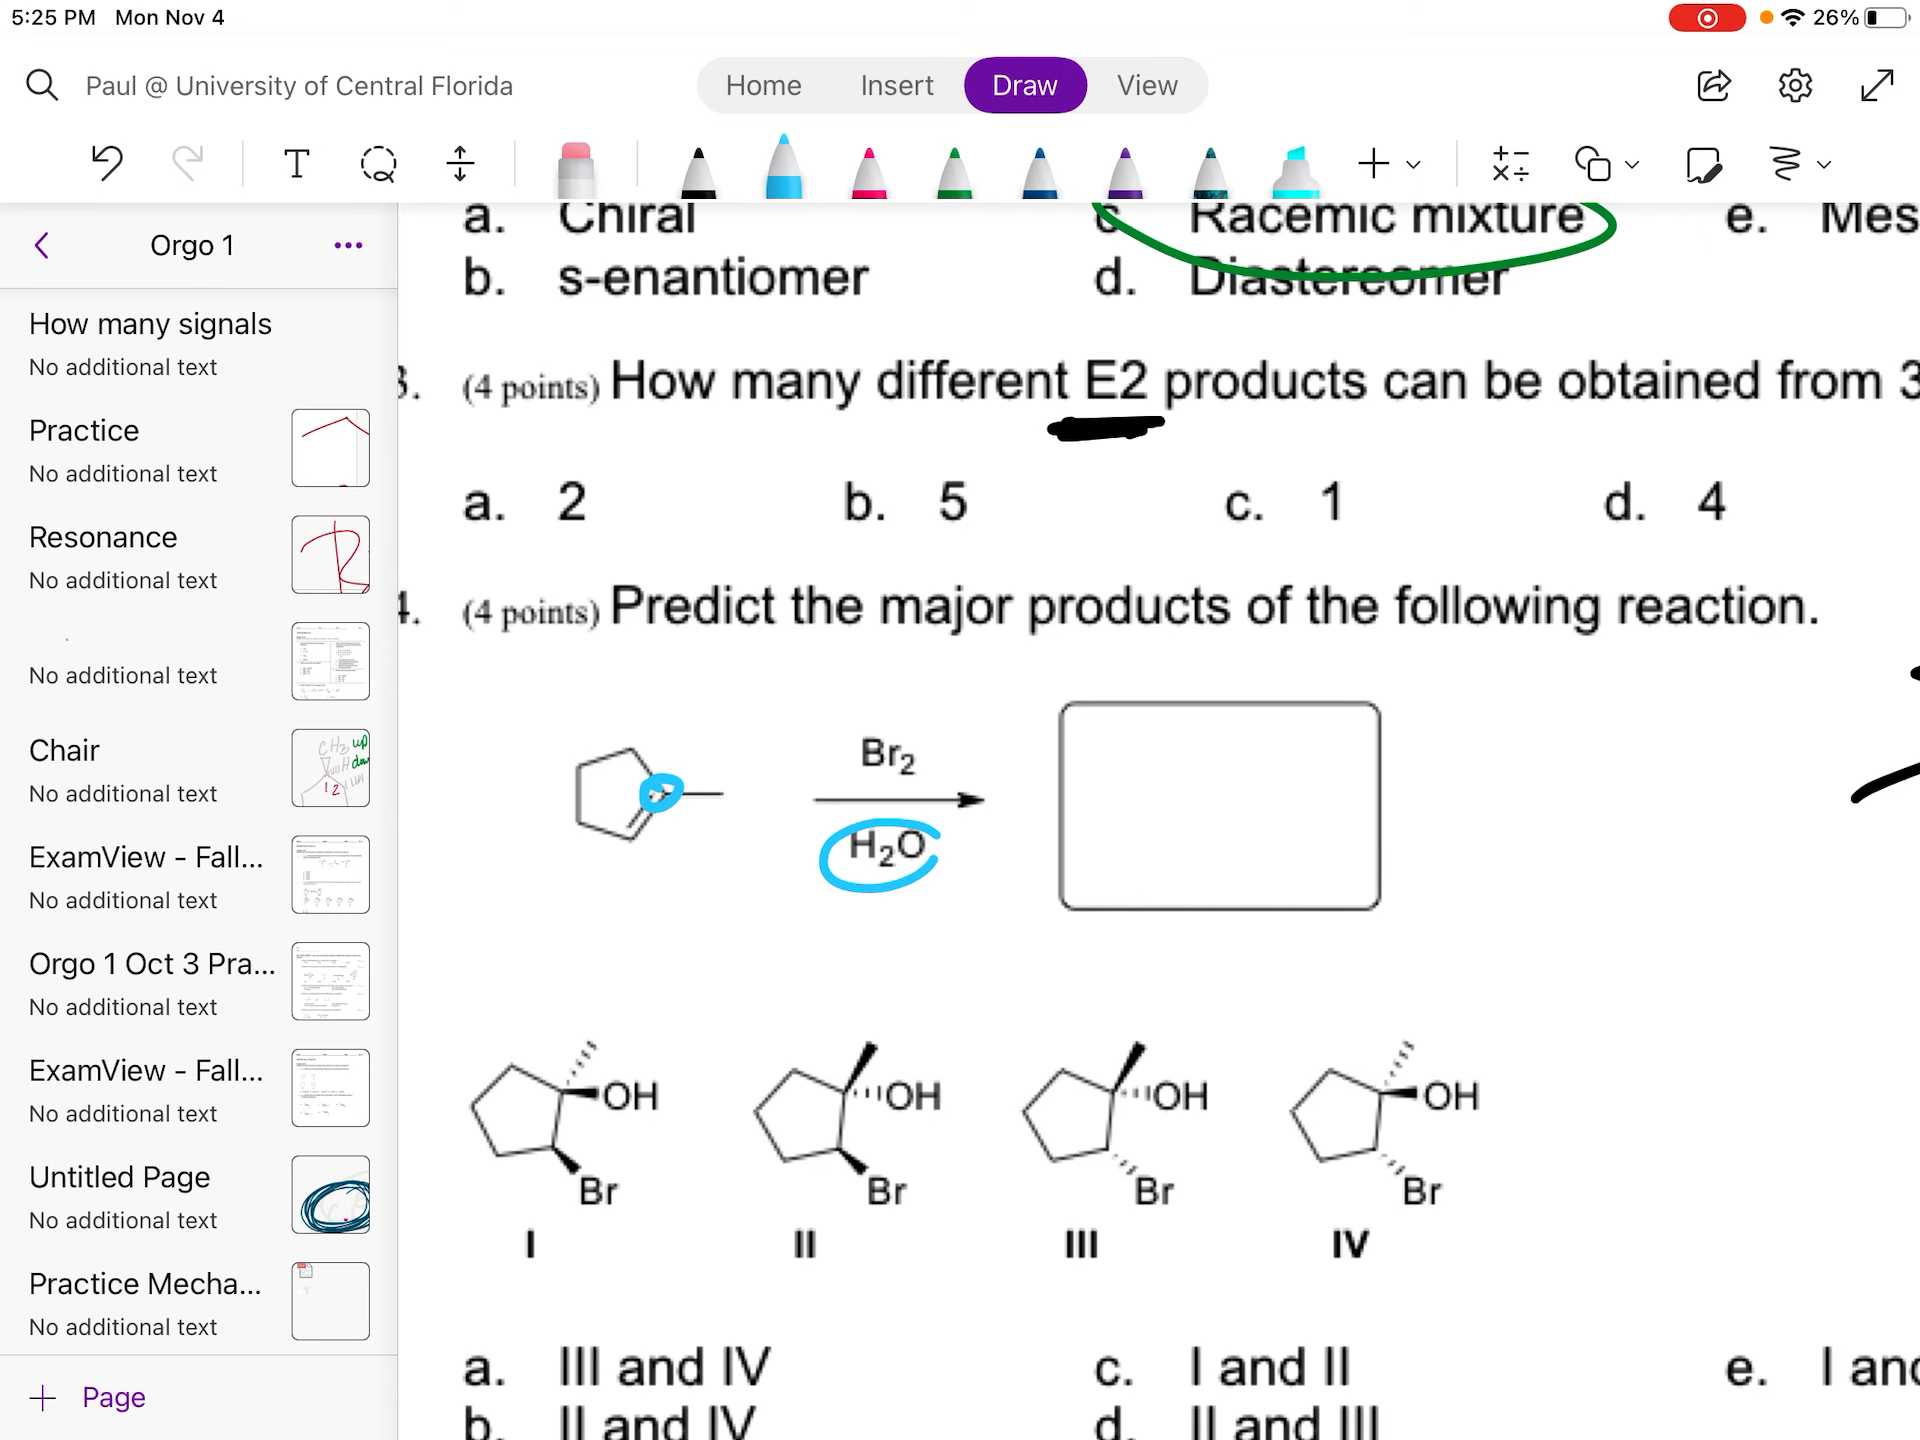 5:25 PM Mon Nov 4
26%
Paul @ University of Central Florida
Home Insert Draw View
Orgo 1
How many signals
No additional text
Practice
No additional text
Resonance
No additional text
No additional text
Chair
No additional text
ExamView - Fall...
No additional text
Orgo 1 Oct 3 Pra...
No additional text
ExamView - Fall...
No additional text
Untitled Page
No additional text
Practice Mecha...
No additional text
+ Page
a. Chiral c Racemic mixture e. Mes
b. s-enantiomer d. Diastereomer
3. (4 points) How many different E2 products can be obtained from 3
a. 2 b. 5 c. 1 d. 4
4. (4 points) Predict the major products of the following reaction.
Br2
H2O
OH OH OH OH
Br Br Br Br
I II III IV
a. III and IV c. I and II e. I and
b. II and IV d. II and III